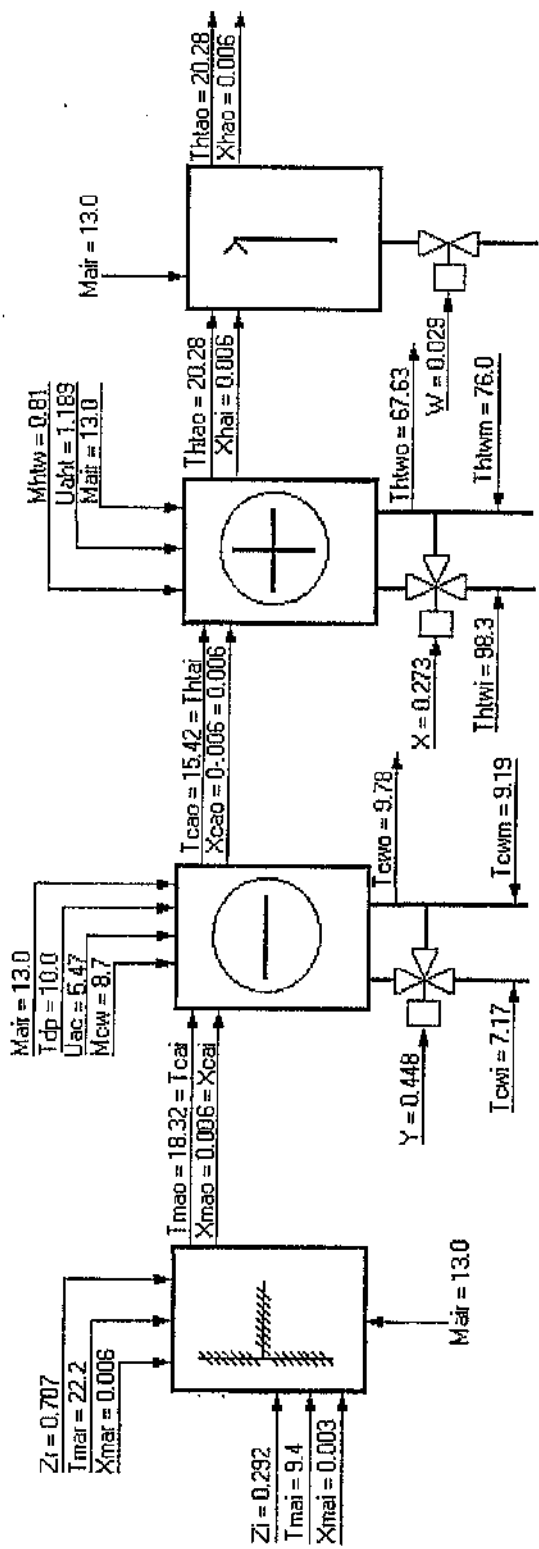 Zr = 0.707
Tmar = 22.2
Xmar = 0.006
Zi = 0.292
Tmai = 9.4
Xmai = 0.003
Mair = 13.0
Tmao = 18.32 = Tcai
Xmao = 0.006 = Xcai
Mair = 13.0
Tdp = 10.0
Uac = 6.47
Mcw = 8.7
Y = 0.448
Tcwi = 7.17
Tcwo = 9.78
Tcwm = 9.19
Tcao = 15.42 = Thtai
Xcao = 0.006 = 0.006
Mhtw = 0.81
Uaht = 1.189
Mair = 13.0
X = 0.273
Thtwi = 98.3
Thtwo = 67.63
Thtwm = 76.0
Thtao = 20.28
Xhai = 0.006
Mair = 13.0
W = 0.029
Thtao = 20.28
Xhao = 0.006